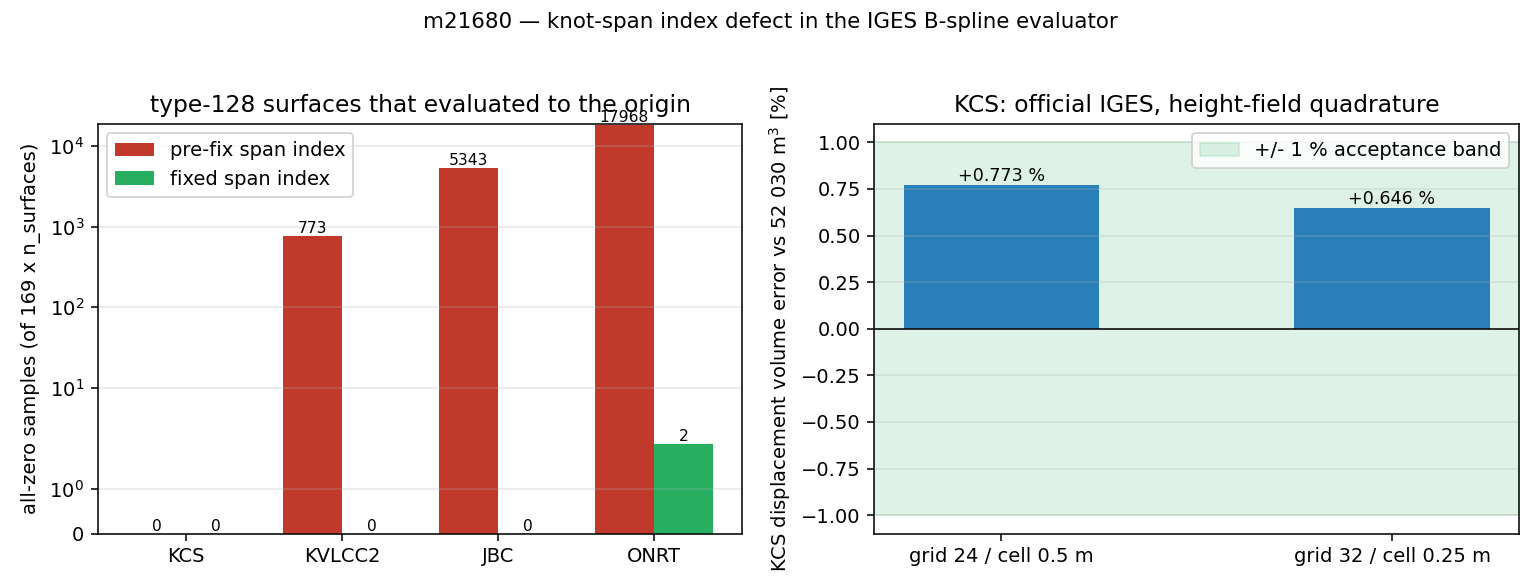 m21680 — knot-span index defect in the IGES B-spline evaluator
type-128 surfaces that evaluated to the origin
all-zero samples (of 169 x n_surfaces)
10⁴
10³
10²
10¹
10⁰
0
pre-fix span index
fixed span index
0
0
773
0
5343
0
17968
2
KCS
KVLCC2
JBC
ONRT
KCS: official IGES, height-field quadrature
KCS displacement volume error vs 52 030 m³ [%]
1.00
0.75
0.50
0.25
0.00
−0.25
−0.50
−0.75
−1.00
+/- 1 % acceptance band
+0.773 %
+0.646 %
grid 24 / cell 0.5 m
grid 32 / cell 0.25 m